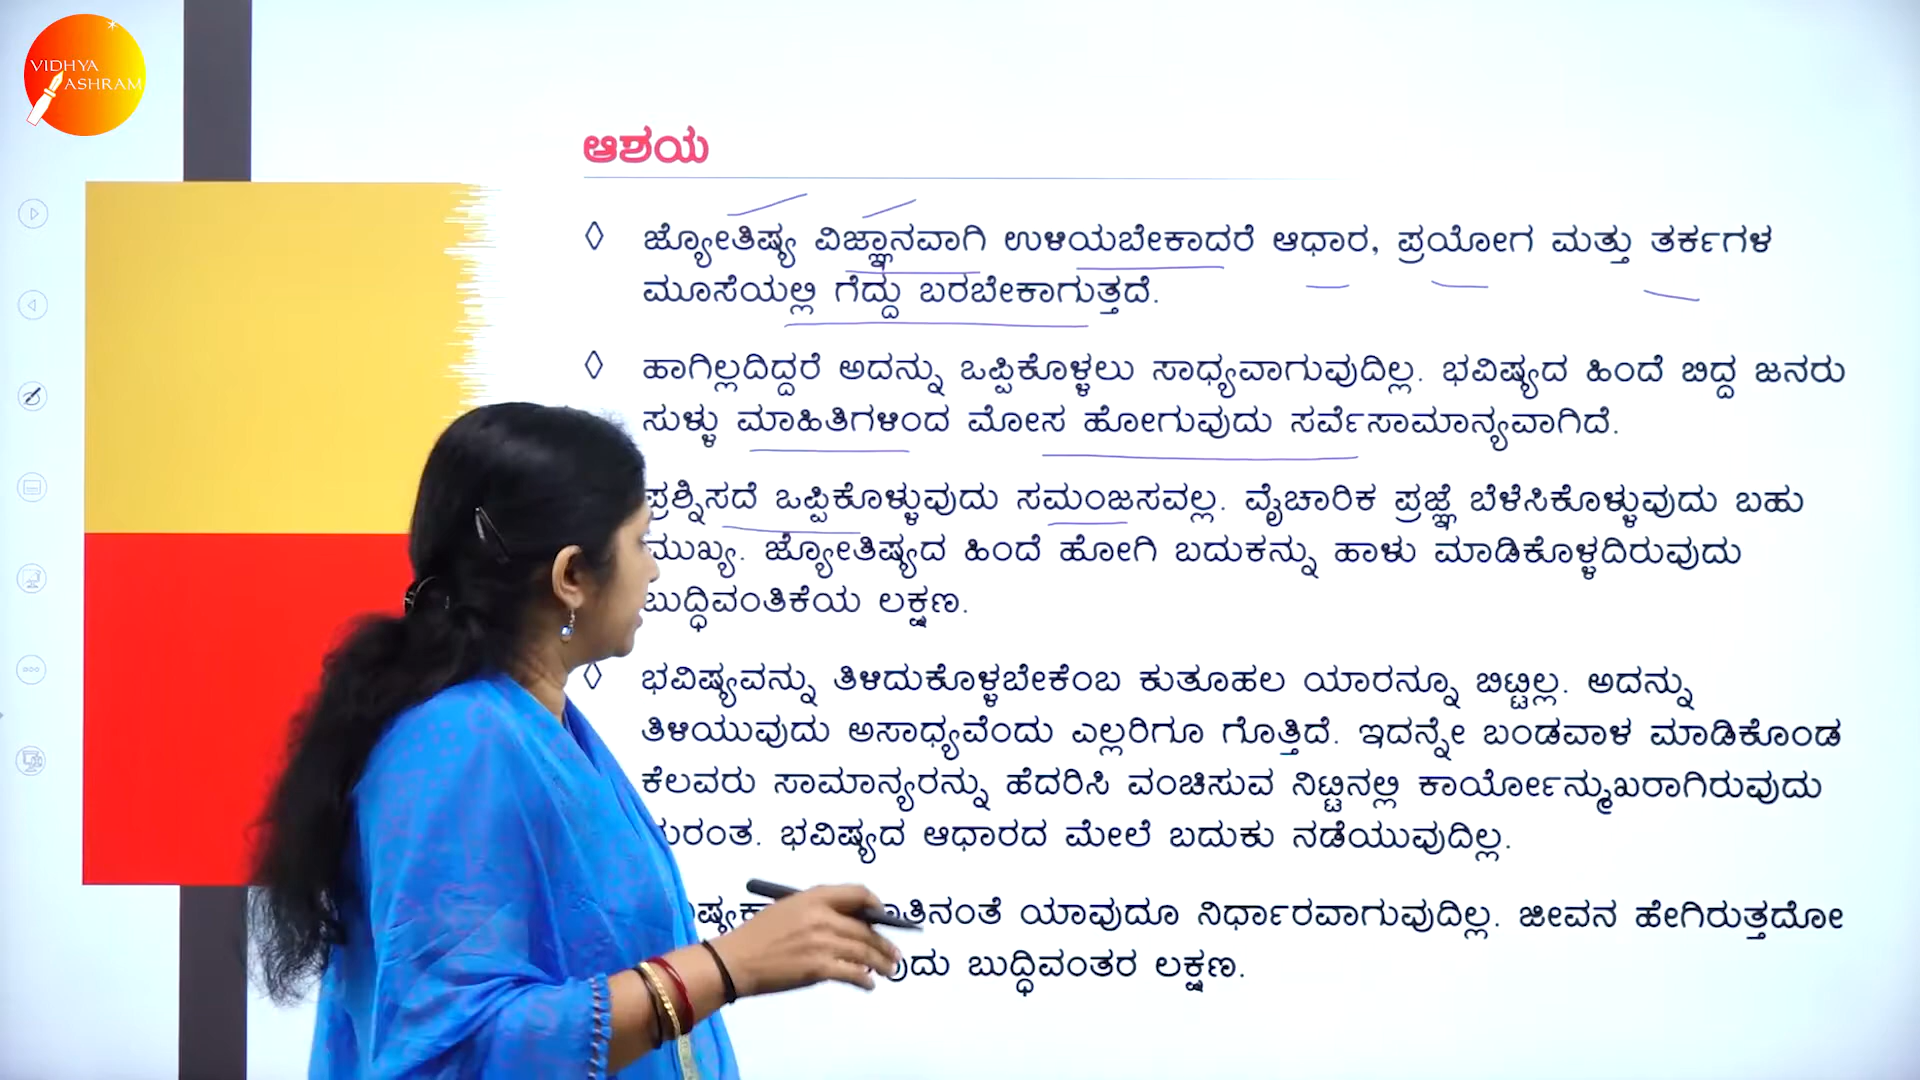 VIDHYA
ASHRAM
ಆಶಯ
ಜ್ಯೋತಿಷ್ಯ ವಿಜ್ಞಾನವಾಗಿ ಉಳಿಯಬೇಕಾದರೆ ಆಧಾರ, ಪ್ರಯೋಗ ಮತ್ತು ತರ್ಕಗಳ
ಮೂಸೆಯಲ್ಲಿ ಗೆದ್ದು ಬರಬೇಕಾಗುತ್ತದೆ.
ಹಾಗಿಲ್ಲದಿದ್ದರೆ ಅದನ್ನು ಒಪ್ಪಿಕೊಳ್ಳಲು ಸಾಧ್ಯವಾಗುವುದಿಲ್ಲ. ಭವಿಷ್ಯದ ಹಿಂದೆ ಬಿದ್ದ ಜನರು
ಸುಳ್ಳು ಮಾಹಿತಿಗಳಿಂದ ಮೋಸ ಹೋಗುವುದು ಸರ್ವೆಸಾಮಾನ್ಯವಾಗಿದೆ.
ಪ್ರಶ್ನಿಸದೆ ಒಪ್ಪಿಕೊಳ್ಳುವುದು ಸಮಂಜಸವಲ್ಲ. ವೈಚಾರಿಕ ಪ್ರಜ್ಞೆ ಬೆಳೆಸಿಕೊಳ್ಳುವುದು ಬಹು
ಮುಖ್ಯ. ಜ್ಯೋತಿಷ್ಯದ ಹಿಂದೆ ಹೋಗಿ ಬದುಕನ್ನು ಹಾಳು ಮಾಡಿಕೊಳ್ಳದಿರುವುದು
ಬುದ್ಧಿವಂತಿಕೆಯ ಲಕ್ಷಣ.
ಭವಿಷ್ಯವನ್ನು ತಿಳಿದುಕೊಳ್ಳಬೇಕೆಂಬ ಕುತೂಹಲ ಯಾರನ್ನೂ ಬಿಟ್ಟಿಲ್ಲ. ಅದನ್ನು
ತಿಳಿಯುವುದು ಅಸಾಧ್ಯವೆಂದು ಎಲ್ಲರಿಗೂ ಗೊತ್ತಿದೆ. ಇದನ್ನೇ ಬಂಡವಾಳ ಮಾಡಿಕೊಂಡ
ಕೆಲವರು ಸಾಮಾನ್ಯರನ್ನು ಹೆದರಿಸಿ ವಂಚಿಸುವ ನಿಟ್ಟಿನಲ್ಲಿ ಕಾರ್ಯೋನ್ಮುಖರಾಗಿರುವುದು
ಭವಿಷ್ಯದ ಆಧಾರದ ಮೇಲೆ ಬದುಕು ನಡೆಯುವುದಿಲ್ಲ.
ಯಾವುದೂ ನಿರ್ಧಾರವಾಗುವುದಿಲ್ಲ. ಜೀವನ ಹೇಗಿರುತ್ತದೋ
ಬುದ್ಧಿವಂತರ ಲಕ್ಷಣ.